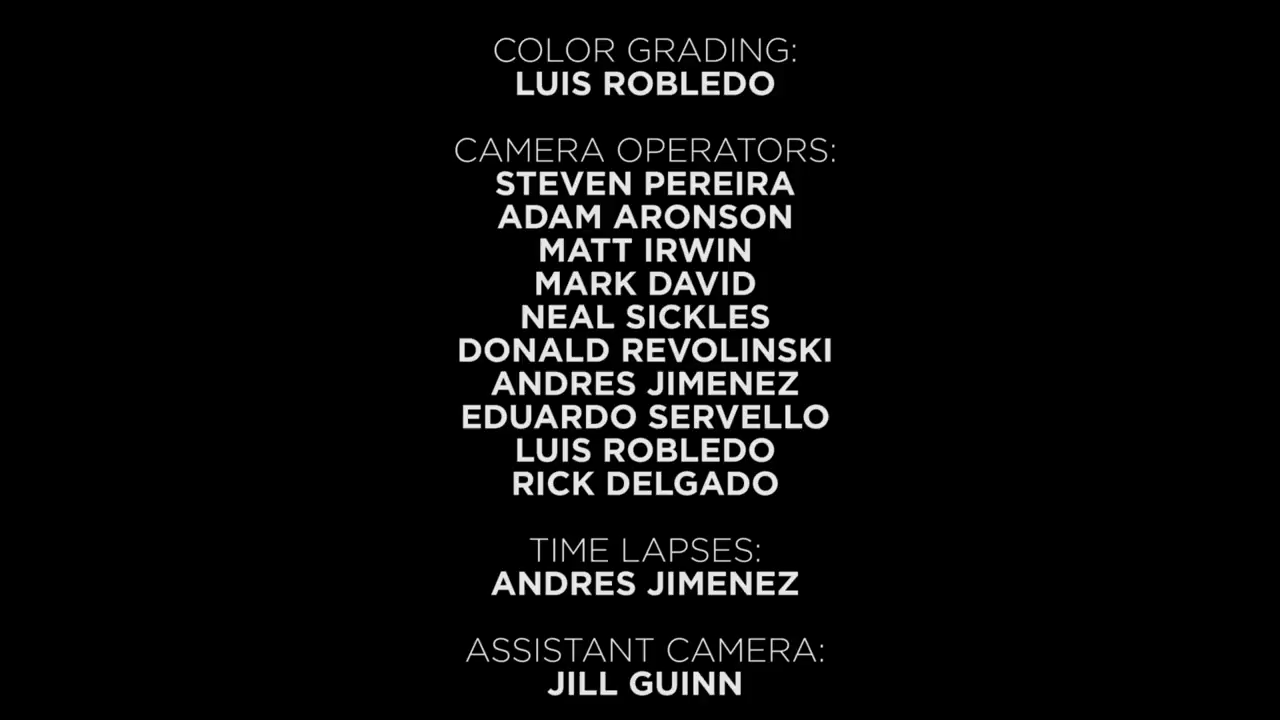 COLOR GRADING:
LUIS ROBLEDO
CAMERA OPERATORS:
STEVEN PEREIRA
ADAM ARONSON
MATT IRWIN
MARK DAVID
NEAL SICKLES
DONALD REVOLINSKI
ANDRES JIMENEZ
EDUARDO SERVELLO
LUIS ROBLEDO
RICK DELGADO
TIME LAPSES:
ANDRES JIMENEZ
ASSISTANT CAMERA:
JILL GUINN